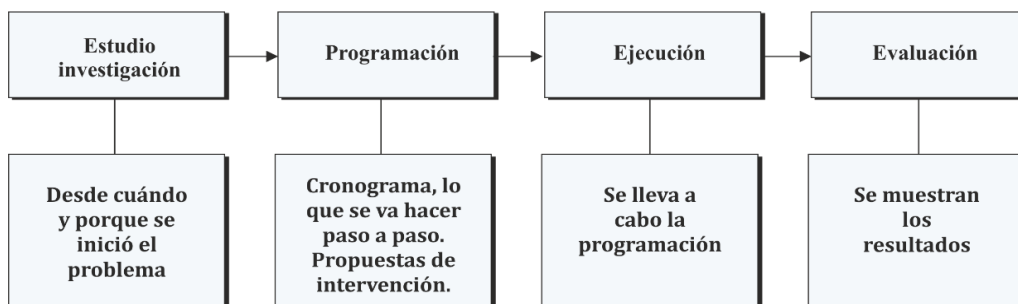 Estudio
investigación
Programación
Ejecución
Evaluación
Desde cuándo
y porque se
inició el
problema
Cronograma, lo
que se va hacer
paso a paso.
Propuestas de
intervención.
Se lleva a
cabo la
programación
Se muestran
los
resultados